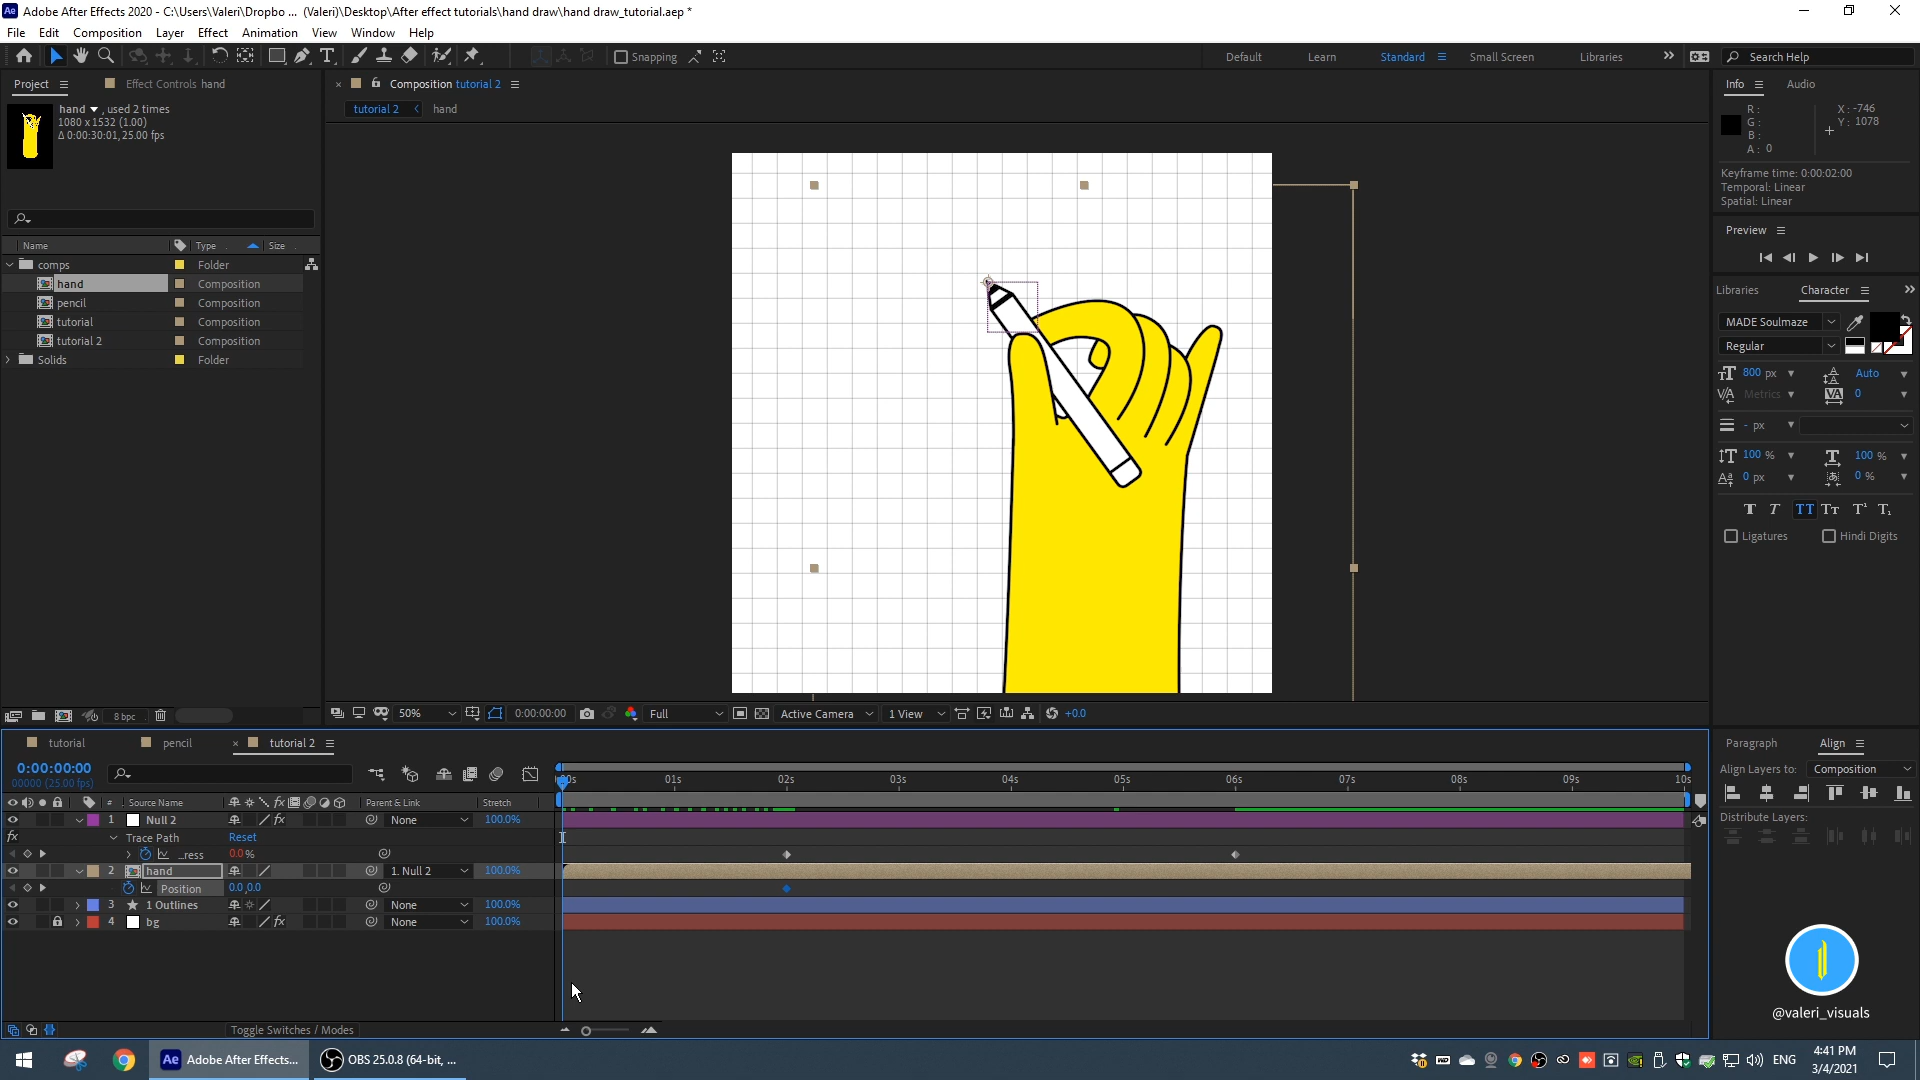 Adobe After Effects 2020 - C:\Users\Valeri\Dropbo ... (Valeri)\Desktop\After effect tutorials\hand draw\hand draw_tutorial.aep *
File Edit Composition Layer Effect Animation View Window Help
Snapping
Default Learn Standard Small Screen Libraries
Search Help
Project
Effect Controls hand
hand , used 2 times
1080 x 1532 (1.00)
Δ 0:00:30:01, 25.00 fps
Name Type Size
comps Folder
hand Composition
pencil Composition
tutorial Composition
tutorial 2 Composition
Solids Folder
8 bpc
Composition tutorial 2
tutorial 2 hand
50% 0:00:00:00 Full Active Camera 1 View +0.0
Info Audio
R:
G:
B:
A: 0
X: -746
Y: 1078
Keyframe time: 0:00:02:00
Temporal: Linear
Spatial: Linear
Preview
Libraries Character
MADE Soulmaze
Regular
800 px Auto
Metrics 0
- px
100 % 100 %
0 px 0 %
T T TT Tт T¹ T₁
Ligatures Hindi Digits
tutorial pencil tutorial 2
0:00:00:00
00000 (25.00 fps)
00s 01s 02s 03s 04s 05s 06s 07s 08s 09s 10s
# Source Name Parent & Link Stretch
1 Null 2 None 100.0%
fx Trace Path Reset
_ress 0.0 %
2 hand 1. Null 2 100.0%
Position 0.0,0.0
3 1 Outlines None 100.0%
4 bg None 100.0%
Toggle Switches / Modes
Paragraph Align
Align Layers to: Composition
Distribute Layers:
@valeri_visuals
Adobe After Effects...
OBS 25.0.8 (64-bit, ...
ENG
4:41 PM
3/4/2021